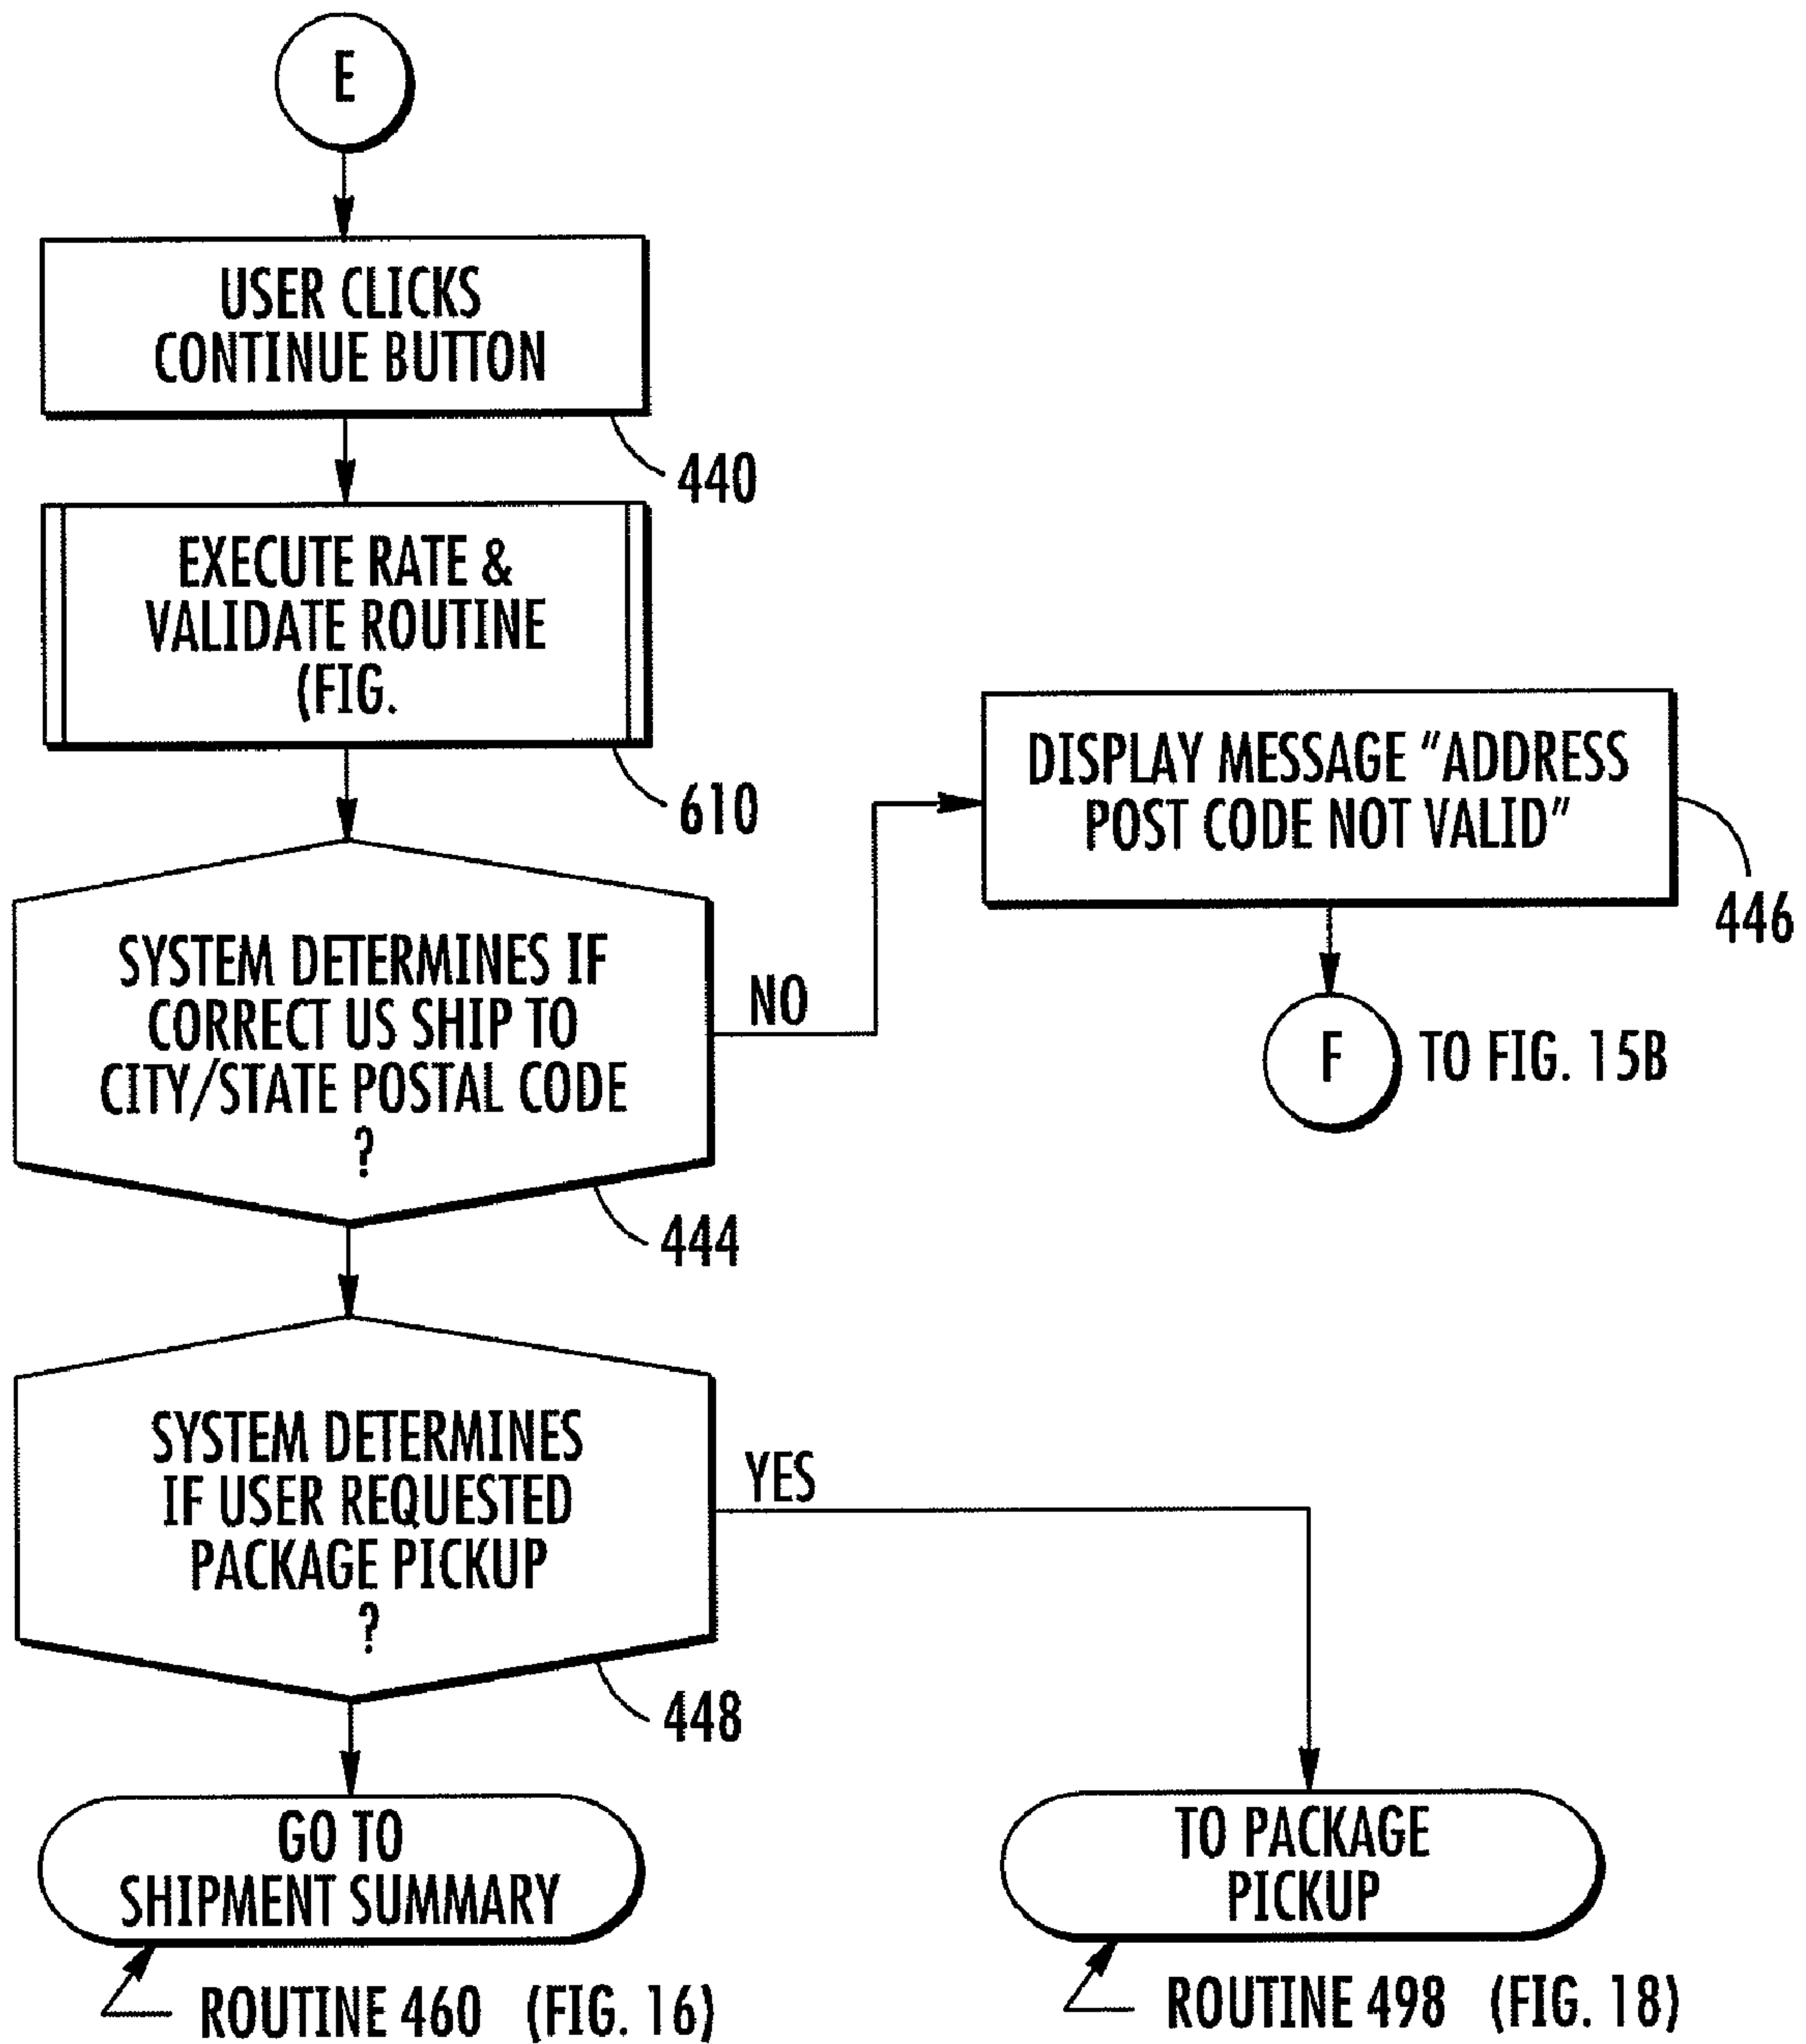 E
USER CLICKS
CONTINUE BUTTON
440
EXECUTE RATE &
VALIDATE ROUTINE
(FIG.
610
DISPLAY MESSAGE "ADDRESS
POST CODE NOT VALID"
446
SYSTEM DETERMINES IF
CORRECT US SHIP TO
CITY/STATE POSTAL CODE
?
NO
444
F TO FIG. 15B
SYSTEM DETERMINES
IF USER REQUESTED
PACKAGE PICKUP
?
YES
448
GO TO
SHIPMENT SUMMARY
ROUTINE 460 (FIG. 16)
TO PACKAGE
PICKUP
ROUTINE 498 (FIG. 18)